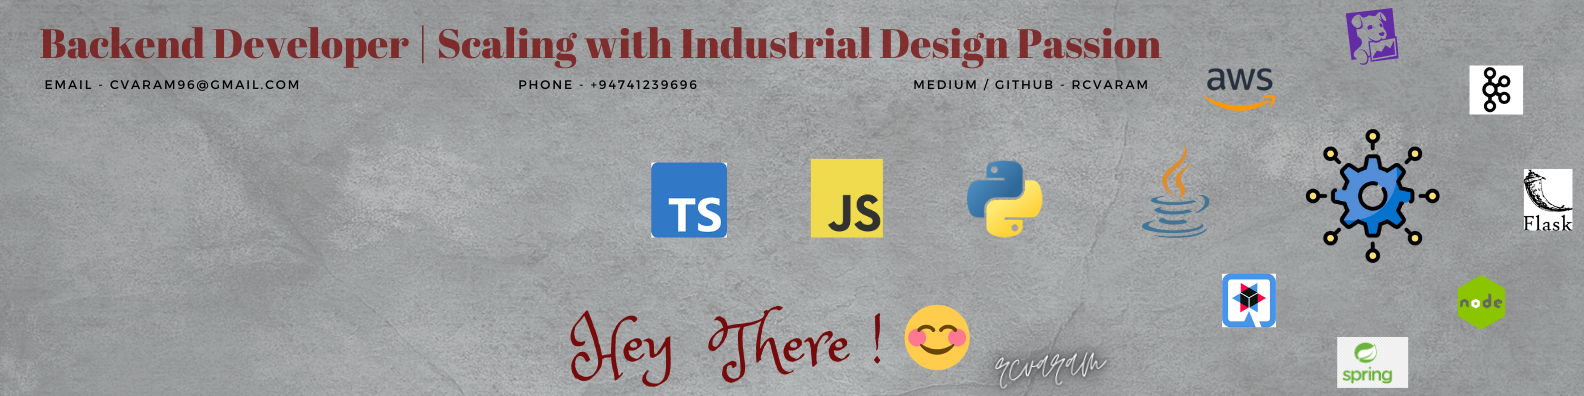 Backend Developer | Scaling with Industrial Design Passion
EMAIL - CVARAM96@GMAIL.COM
PHONE - +94741239696
MEDIUM / GITHUB - RCVARAM
aws
TS
JS
Flask
node
spring
Hey There !
rcvaram